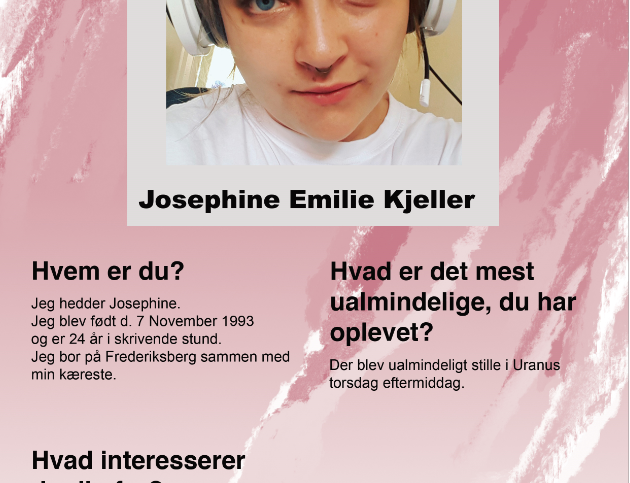 Josephine Emilie Kjeller
Hvem er du?
Jeg hedder Josephine.
Jeg blev født d. 7 November 1993
og er 24 år i skrivende stund.
Jeg bor på Frederiksberg sammen med
min kæreste.
Hvad er det mest
ualmindelige, du har
oplevet?
Der blev ualmindeligt stille i Uranus
torsdag eftermiddag.
Hvad interesserer